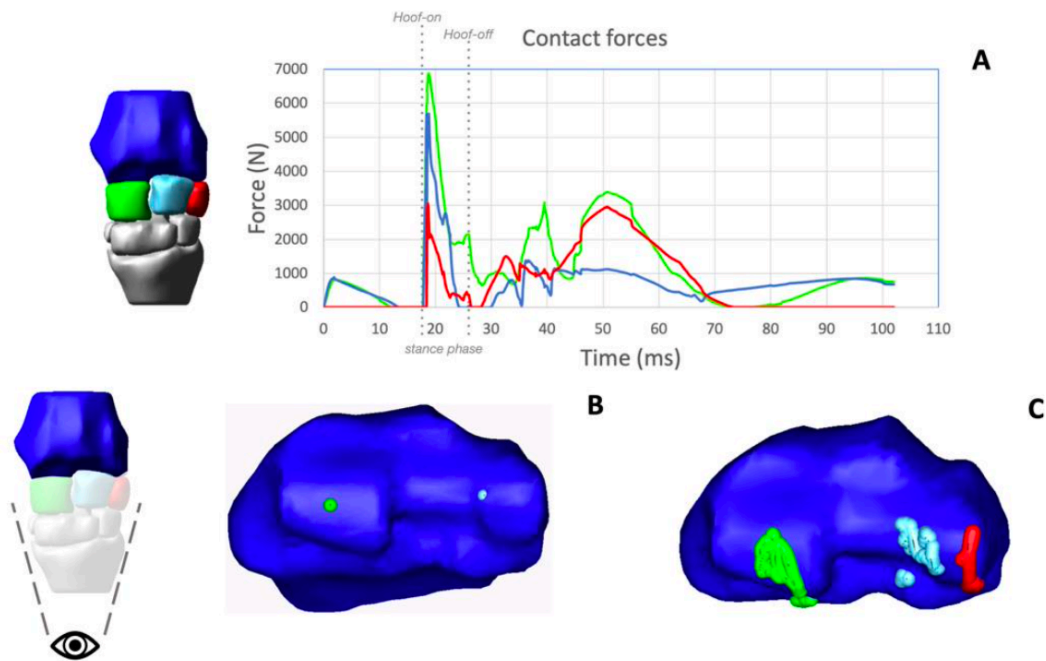 Hoof-on
Hoof-off
Contact forces
A
7000
6000
5000
4000
3000
2000
1000
0
Force (N)
0 10 20 30 40 50 60 70 80 90 100 110
stance phase
Time (ms)
B
C